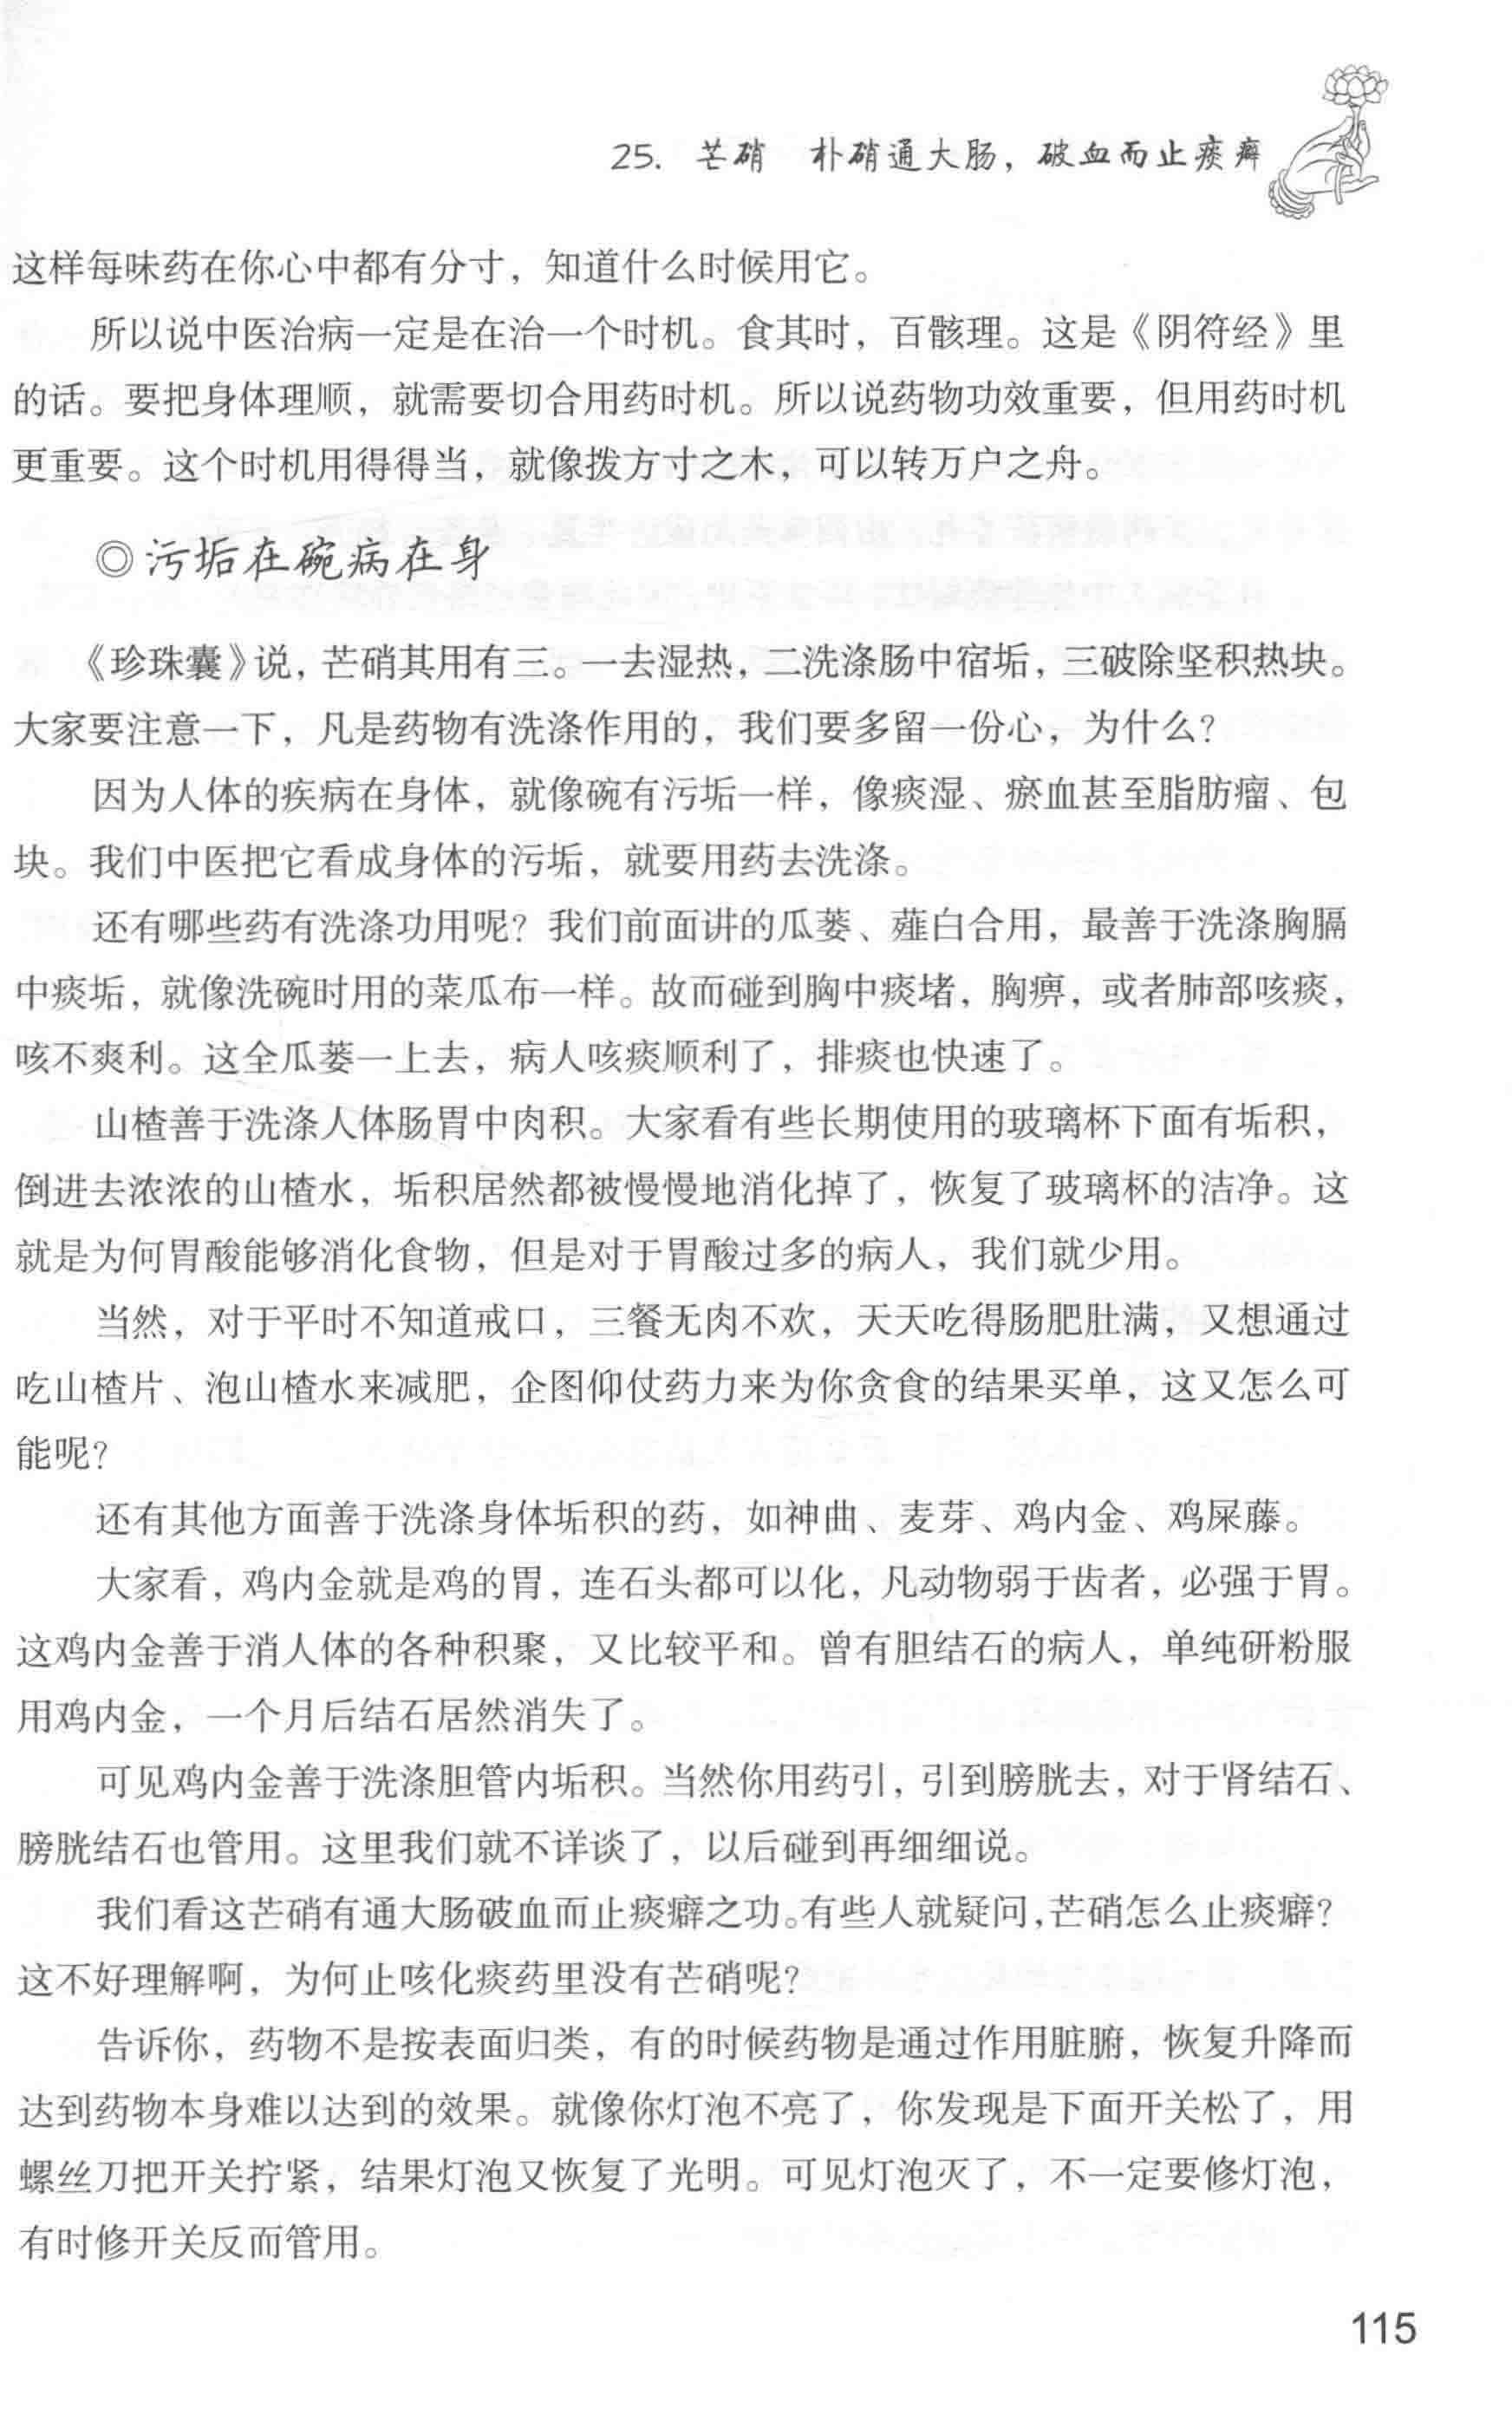 25. 芒硝　朴硝通大肠，破血而止痰癖
这样每味药在你心中都有分寸，知道什么时候用它。
所以说中医治病一定是在治一个时机。食其时，百骸理。这是《阴符经》里
的话。要把身体理顺，就需要切合用药时机。所以说药物功效重要，但用药时机
更重要。这个时机用得得当，就像拨方寸之木，可以转万户之舟。
◎污垢在碗病在身
《珍珠囊》说，芒硝其用有三。一去湿热，二洗涤肠中宿垢，三破除坚积热块。
大家要注意一下，凡是药物有洗涤作用的，我们要多留一份心，为什么？
因为人体的疾病在身体，就像碗有污垢一样，像痰湿、瘀血甚至脂肪瘤、包
块。我们中医把它看成身体的污垢，就要用药去洗涤。
还有哪些药有洗涤功用呢？我们前面讲的瓜蒌、薤白合用，最善于洗涤胸膈
中痰垢，就像洗碗时用的菜瓜布一样。故而碰到胸中痰堵，胸痹，或者肺部咳痰，
咳不爽利。这全瓜蒌一上去，病人咳痰顺利了，排痰也快速了。
山楂善于洗涤人体肠胃中肉积。大家看有些长期使用的玻璃杯下面有垢积，
倒进去浓浓的山楂水，垢积居然都被慢慢地消化掉了，恢复了玻璃杯的洁净。这
就是为何胃酸能够消化食物，但是对于胃酸过多的病人，我们就少用。
当然，对于平时不知道戒口，三餐无肉不欢，天天吃得肠肥肚满，又想通过
吃山楂片、泡山楂水来减肥，企图仰仗药力来为你贪食的结果买单，这又怎么可
能呢？
还有其他方面善于洗涤身体垢积的药，如神曲、麦芽、鸡内金、鸡屎藤。
大家看，鸡内金就是鸡的胃，连石头都可以化，凡动物弱于齿者，必强于胃。
这鸡内金善于消人体的各种积聚，又比较平和。曾有胆结石的病人，单纯研粉服
用鸡内金，一个月后结石居然消失了。
可见鸡内金善于洗涤胆管内垢积。当然你用药引，引到膀胱去，对于肾结石、
膀胱结石也管用。这里我们就不详谈了，以后碰到再细细说。
我们看这芒硝有通大肠破血而止痰癖之功。有些人就疑问，芒硝怎么止痰癖？
这不好理解啊，为何止咳化痰药里没有芒硝呢？
告诉你，药物不是按表面归类，有的时候药物是通过作用脏腑，恢复升降而
达到药物本身难以达到的效果。就像你灯泡不亮了，你发现是下面开关松了，用
螺丝刀把开关拧紧，结果灯泡又恢复了光明。可见灯泡灭了，不一定要修灯泡，
有时修开关反而管用。
115